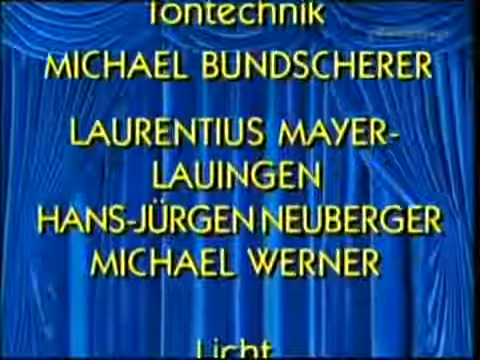 Tontechnik
MICHAEL BUNDSCHERER
LAURENTIUS MAYER-
LAUINGEN
HANS-JÜRGEN NEUBERGER
MICHAEL WERNER
Licht